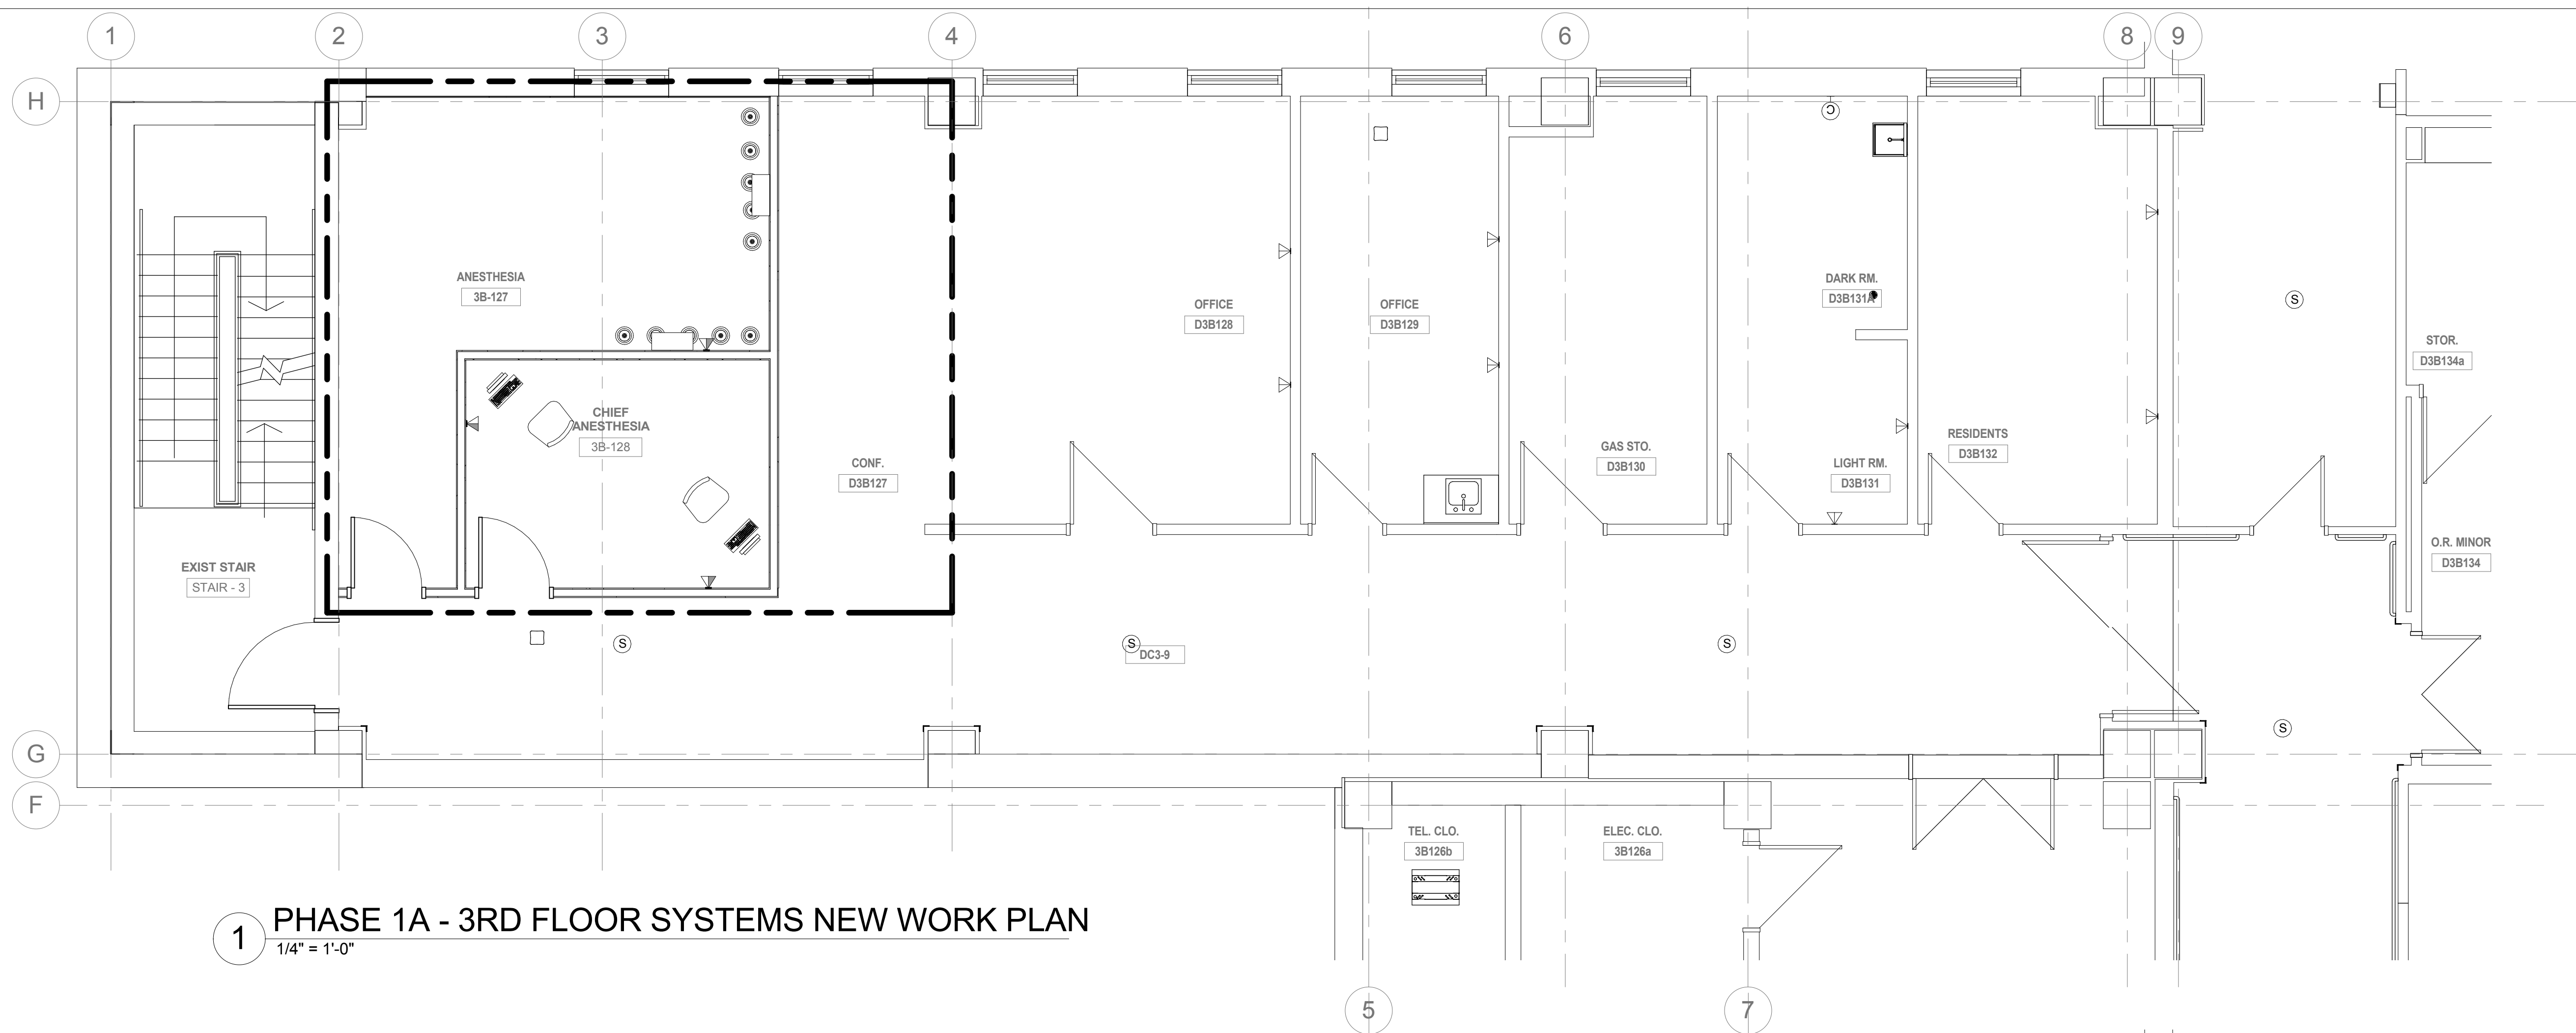 1
2
3
4
6
8
9
H
C
ANESTHESIA
3B-127
DARK RM.
D3B131A
S
OFFICE
D3B128
OFFICE
D3B129
STOR.
D3B134a
CHIEF
ANESTHESIA
3B-128
RESIDENTS
D3B132
GAS STO.
D3B130
CONF.
D3B127
LIGHT RM.
D3B131
O.R. MINOR
D3B134
EXIST STAIR
STAIR - 3
S
S
S
DC3-9
S
G
F
TEL. CLO.
3B126b
ELEC. CLO.
3B126a
1
PHASE 1A - 3RD FLOOR SYSTEMS NEW WORK PLAN
1/4" = 1'-0"
5
7